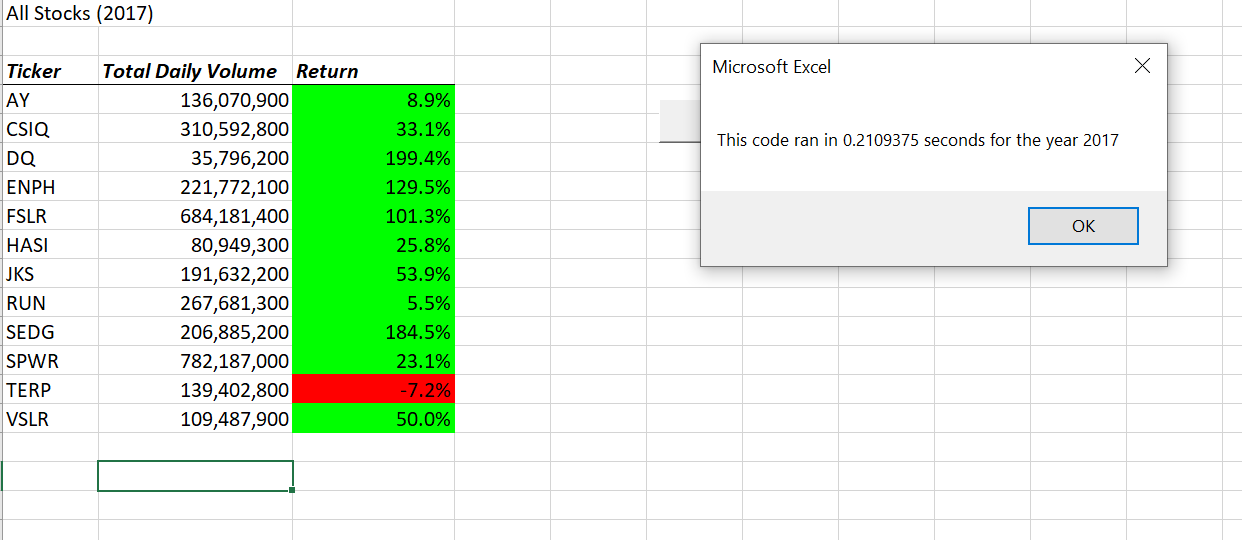 All Stocks (2017)
Ticker Total Daily Volume Return
AY 136,070,900 8.9%
CSIQ 310,592,800 33.1%
DQ 35,796,200 199.4%
ENPH 221,772,100 129.5%
FSLR 684,181,400 101.3%
HASI 80,949,300 25.8%
JKS 191,632,200 53.9%
RUN 267,681,300 5.5%
SEDG 206,885,200 184.5%
SPWR 782,187,000 23.1%
TERP 139,402,800 -7.2%
VSLR 109,487,900 50.0%
Microsoft Excel
This code ran in 0.2109375 seconds for the year 2017
OK